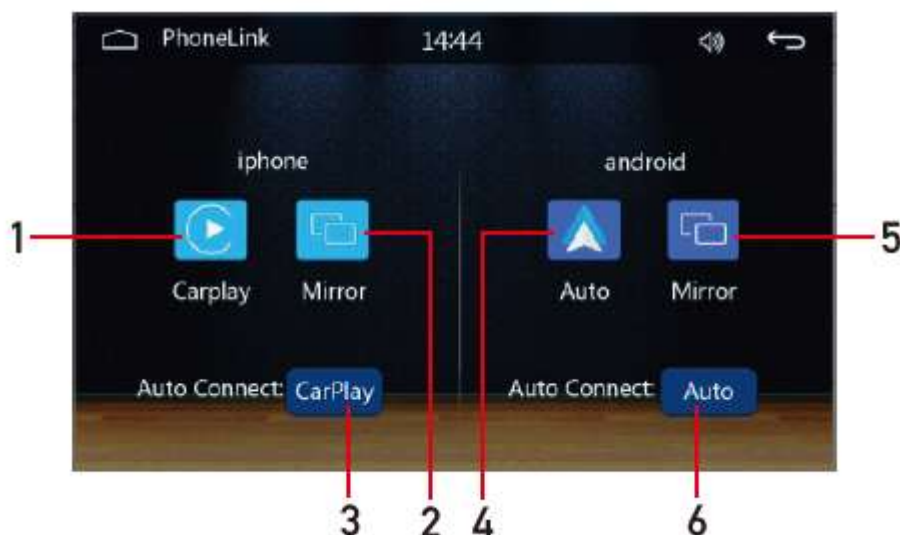 PhoneLink 14:44
iphone android
1 5
Carplay Mirror Auto Mirror
Auto Connect: CarPlay Auto Connect: Auto
3 2 4 6